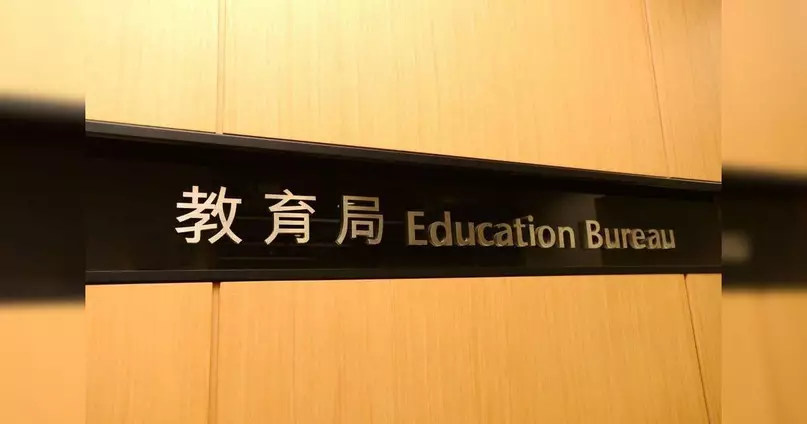 教育局 Education Bureau